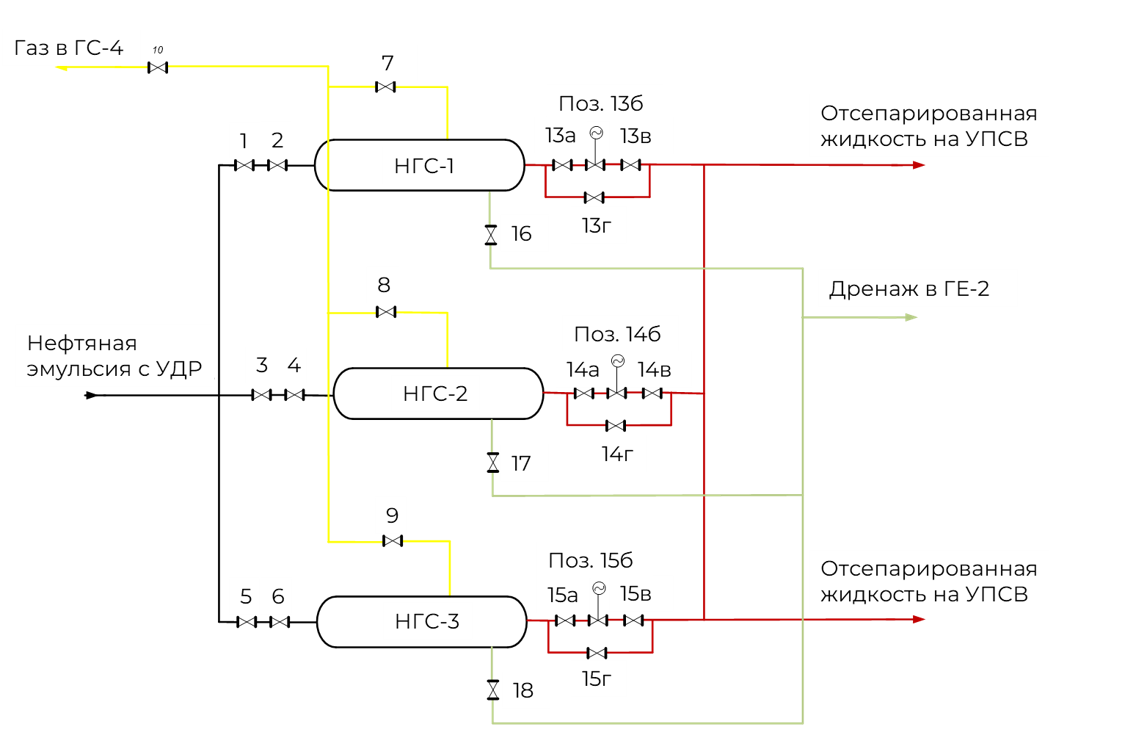 Газ в ГС-4
10
7
Поз. 13б
Отсепарированная
жидкость на УПСВ
1
2
13а
13в
НГС-1
13г
16
8
Дренаж в ГЕ-2
Нефтяная
эмульсия с УДР
Поз. 14б
3
4
14а
14в
НГС-2
14г
17
9
Поз. 15б
Отсепарированная
жидкость на УПСВ
5
6
15а
15в
НГС-3
15г
18